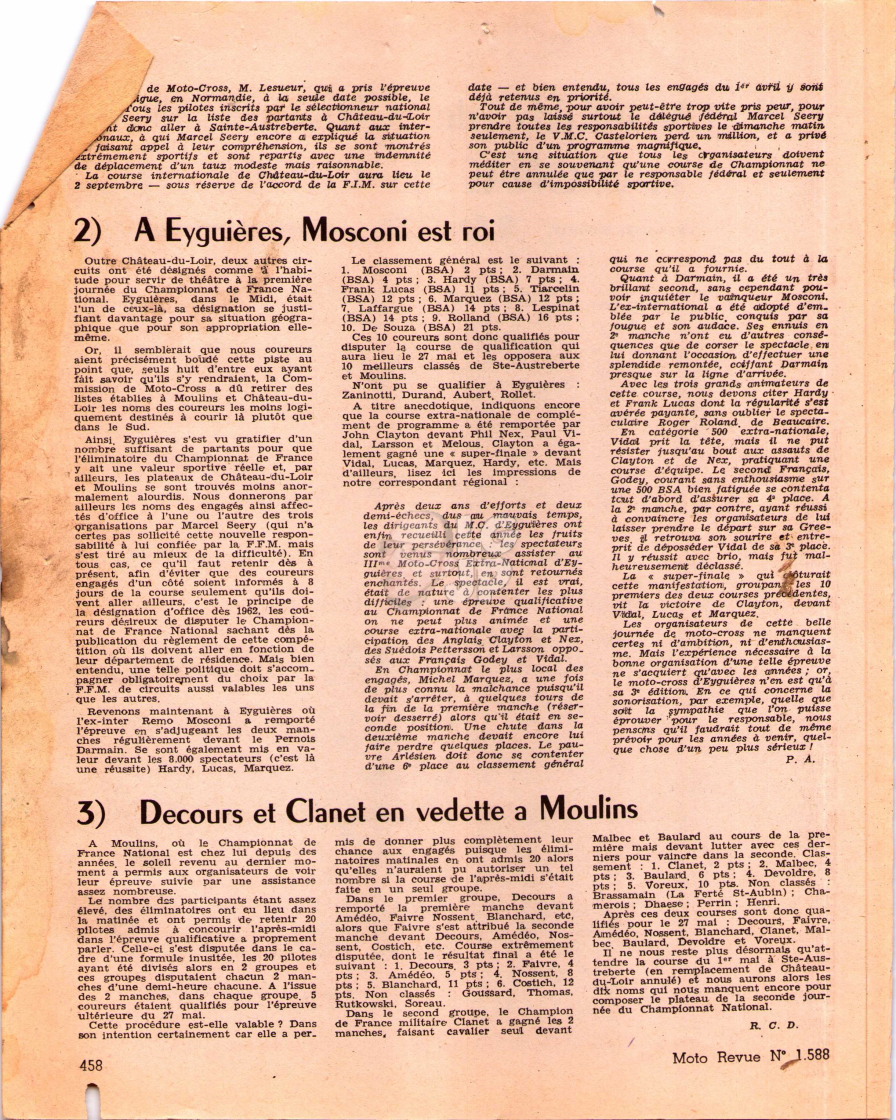 de Moto-Cross, M. Lesueur, qui a pris l'épreuve
en Normandie, à la seule date possible, le
Tous les pilotes inscrits par le sélectionneur national
Seery sur la liste des partants à Château-du-Loir
donc aller à Sainte-Austreberte. Quant aux inter-
à qui Marcel Seery encore a expliqué la situation
faisant appel à leur compréhension, ils se sont montrés
extrêmement sportifs et sont repartis avec une indemnité
de déplacement d'un taux modeste mais raisonnable.
La course internationale de Château-du-Loir aura lieu le
2 septembre — sous réserve de l'accord de la F.I.M. sur cette
date — et bien entendu, tous les engagés du 1er avril y sont
déjà retenus en priorité.
Tout de même, pour avoir peut-être trop vite pris peur, pour
n'avoir pas laissé surtout le délégué fédéral Marcel Seery
prendre toutes les responsabilités sportives le dimanche matin
seulement, le V.M.C. Castelorien perd un million, et a privé
son public d'un programme magnifique.
C'est une situation que tous les organisateurs doivent
méditer en se souvenant qu'une course de Championnat ne
peut être annulée que par le responsable fédéral et seulement
pour cause d'impossibilité sportive.
2) A Eyguières, Mosconi est roi
Outre Château-du-Loir, deux autres cir-
cuits ont été désignés comme à l'habi-
tude pour servir de théâtre à la première
journée du Championnat de France Na-
tional. Eyguières, dans le Midi, était
l'un de ceux-là, sa désignation se justi-
fiant davantage pour sa situation géogra-
phique que pour son appropriation elle-
même.
Or, il semblerait que nous coureurs
aient précisément boudé cette piste au
point que, seuls huit d'entre eux ayant
fait savoir qu'ils s'y rendraient, la Com-
mission de Moto-Cross a dû retirer des
listes établies à Moulins et Château-du-
Loir les noms des coureurs les moins logi-
quement destinés à courir là plutôt que
dans le Sud.
Ainsi, Eyguières s'est vu gratifier d'un
nombre suffisant de partants pour que
l'éliminatoire du Championnat de France
y ait une valeur sportive réelle et, par
ailleurs, les plateaux de Château-du-Loir
et Moulins se sont trouvés moins anor-
malement alourdis. Nous donnerons par
ailleurs les noms des engagés ainsi affec-
tés d'office à l'une ou l'autre des trois
organisations par Marcel Seery (qui n'a
certes pas sollicité cette nouvelle respon-
sabilité à lui confiée par la F.F.M. mais
s'est tiré au mieux de la difficulté). En
tous cas, ce qu'il faut retenir dès à
présent, afin d'éviter que des coureurs
engagés d'un côté soient informés à 8
jours de la course seulement qu'ils doi-
vent aller ailleurs, c'est le principe de
la désignation d'office dès 1962, les cou-
reurs désireux de disputer le Champion-
nat de France National sachant dès la
publication du règlement de cette compé-
tition où ils doivent aller en fonction de
leur département de résidence. Mais bien
entendu, une telle politique doit s'accom-
pagner obligatoirement du choix par la
F.F.M. de circuits aussi valables les uns
que les autres.
Revenons maintenant à Eyguières où
l'ex-inter Remo Mosconi a remporté
l'épreuve en s'adjugeant les deux man-
ches régulièrement devant le Pernois
Darmain. Se sont également mis en va-
leur devant les 8.000 spectateurs (c'est là
une réussite) Hardy, Lucas, Marquez.
Le classement général est le suivant :
1. Mosconi (BSA) 2 pts ; 2. Darmain
(BSA) 4 pts ; 3. Hardy (BSA) 7 pts ; 4.
Frank Lucas (BSA) 11 pts ; 5. Tiarcelin
(BSA) 12 pts ; 6. Marquez (BSA) 12 pts ;
7. Laffargue (BSA) 14 pts ; 8. Lespinat
(BSA) 14 pts ; 9. Rolland (BSA) 16 pts ;
10. De Souza (BSA) 21 pts.
Ces 10 coureurs sont donc qualifiés pour
disputer la course de qualification qui
aura lieu le 27 mai et les opposera aux
10 meilleurs classés de Ste-Austreberte
et Moulins.
N'ont pu se qualifier à Eyguières :
Zaninotti, Durand, Aubert, Rollet.
A titre anecdotique, indiquons encore
que la course extra-nationale de complé-
ment de programme a été remportée par
John Clayton devant Phil Nex, Paul Vi-
dal, Larsson et Melous, Clayton a éga-
lement gagné une « super-finale » devant
Vidal, Lucas, Marquez, Hardy, etc. Mais
d'ailleurs, lisez ici les impressions de
notre correspondant régional :
Après deux ans d'efforts et deux
demi-échecs, dus au mauvais temps,
les dirigeants du M.C. d'Eyguières ont
enfin recueilli cette année les fruits
de leur persévérance : les spectateurs
sont venus nombreux assister au
IIIme Moto-Cross Extra-National d'Ey-
guières et surtout, en sont retournés
enchantés. Le spectacle, il est vrai,
était de nature à contenter les plus
difficiles : une épreuve qualificative
au Championnat de France National
on ne peut plus animée et une
course extra-nationale avec la parti-
cipation des Anglais Clayton et Nex,
des Suédois Pettersson et Larsson oppo-
sés aux Français Godey et Vidal.
En Championnat le plus local des
engagés, Michel Marquez, a une fois
de plus connu la malchance puisqu'il
devait s'arrêter, à quelques tours de
la fin de la première manche (réser-
voir desserré) alors qu'il était en se-
conde position. Une chute dans la
deuxième manche devait encore lui
faire perdre quelques places. Le pau-
vre Arlésien doit donc se contenter
d'une 6e place au classement général
qui ne correspond pas du tout à la
course qu'il a fournie.
Quant à Darmain, il a été un très
brillant second, sans cependant pou-
voir inquiéter le vainqueur Mosconi.
L'ex-international a été adopté d'em-
blée par le public, conquis par sa
fougue et son audace. Ses ennuis en
2e manche n'ont eu d'autres consé-
quences que de corser le spectacle, en
lui donnant l'occasion d'effectuer une
splendide remontée, coiffant Darmain
presque sur la ligne d'arrivée.
Avec les trois grands animateurs de
cette course, nous devons citer Hardy
et Frank Lucas dont la régularité s'est
avérée payante, sans oublier le specta-
culaire Roger Roland, de Beaucaire.
En catégorie 500 extra-nationale,
Vidal prit la tête, mais il ne put
résister jusqu'au bout aux assauts de
Clayton et de Nex, pratiquant une
course d'équipe. Le second Français,
Godey, courant sans enthousiasme sur
une 500 BSA bien fatiguée se contenta
tout d'abord d'assurer sa 4e place. A
la 2e manche, par contre, ayant réussi
à convaincre les organisateurs de lui
laisser prendre le départ sur sa Gree-
ves, il retrouva son sourire et entre-
prit de déposséder Vidal de sa 3e place.
Il y réussit avec brio, mais fut mal-
heureusement déclassé.
La « super-finale » qui clôturait
cette manifestation, groupant les 10
premiers des deux courses précédentes,
vit la victoire de Clayton, devant
Vidal, Lucas et Marquez.
Les organisateurs de cette belle
journée de moto-cross ne manquent
certes ni d'ambition, ni d'enthousias-
me. Mais l'expérience nécessaire à la
bonne organisation d'une telle épreuve
ne s'acquiert qu'avec les années ; or,
le moto-cross d'Eyguières n'en est qu'à
sa 3e édition. En ce qui concerne la
sonorisation, par exemple, quelle que
soit la sympathie que l'on puisse
éprouver pour le responsable, nous
pensons qu'il faudrait tout de même
prévoir pour les années à venir, quel-
que chose d'un peu plus sérieux !
P. A.
3) Decours et Clanet en vedette a Moulins
A Moulins, où le Championnat de
France National est chez lui depuis des
années, le soleil revenu au dernier mo-
ment a permis aux organisateurs de voir
leur épreuve suivie par une assistance
assez nombreuse.
Le nombre des participants étant assez
élevé, des éliminatoires ont eu lieu dans
la matinée et ont permis de retenir 20
pilotes admis à concourir l'après-midi
dans l'épreuve qualificative a proprement
parler. Celle-ci s'est disputée dans le ca-
dre d'une formule inusitée, les 20 pilotes
ayant été divisés alors en 2 groupes et
ces groupes disputaient chacun 2 man-
ches d'une demi-heure chacune. A l'issue
des 2 manches, dans chaque groupe, 5
coureurs étaient qualifiés pour l'épreuve
ultérieure du 27 mai.
Cette procédure est-elle valable ? Dans
son intention certainement car elle a per-
mis de donner plus complètement leur
chance aux engagés puisque les élimi-
natoires matinales en ont admis 20 alors
qu'elles n'auraient pu autoriser un tel
nombre si la course de l'après-midi s'était
faite en un seul groupe.
Dans le premier groupe, Decours a
remporté la première manche devant
Amédéo, Faivre Nossent, Blanchard, etc,
alors que Faivre s'est attribué la seconde
manche devant Decours, Amédéo, Nos-
sent, Costich, etc. Course extrêmement
disputée, dont le résultat final a été le
suivant : 1. Decours, 3 pts ; 2. Faivre, 4
pts ; 3. Amédéo, 5 pts ; 4. Nossent, 8
pts ; 5. Blanchard, 11 pts ; 6. Costich, 12
pts. Non classés : Goussard, Thomas,
Rutkowski, Soreau.
Dans le second groupe, le Champion
de France militaire Clanet a gagné les 2
manches, faisant cavalier seul devant
Malbec et Baulard au cours de la pre-
mière mais devant lutter avec ces der-
niers pour vaincre dans la seconde. Clas-
sement : 1. Clanet, 2 pts ; 2. Malbec, 4
pts ; 3. Baulard, 6 pts ; 4. Devoldre, 8
pts ; 5. Voreux, 10 pts. Non classés :
Brassamain (La Ferté St-Aubin) ; Cha-
merois ; Dhaese ; Perrin ; Henri.
Après ces deux courses sont donc qua-
lifiés pour le 27 mai : Decours, Faivre,
Amédéo, Nossent, Blanchard, Clanet, Mal-
bec, Baulard, Devoldre et Voreux.
Il ne nous reste plus désormais qu'at-
tendre la course du 1er mai à Ste-Aus-
treberte (en remplacement de Château-
du-Loir annulé) et nous aurons alors les
dix noms qui nous manquent encore pour
composer le plateau de la seconde jour-
née du Championnat National.
R. C. D.
458
Moto Revue N° 1.588